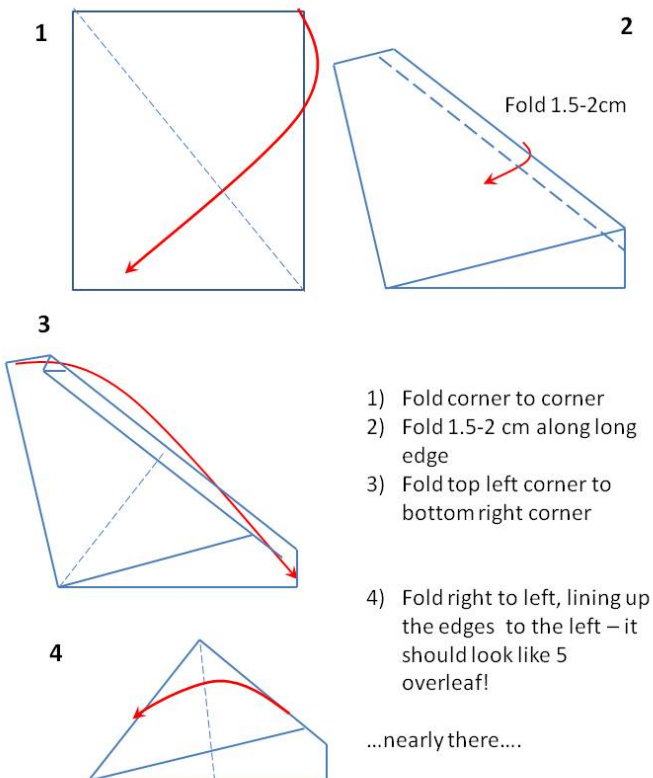 1
2
Fold 1.5-2cm
3
1) Fold corner to corner
2) Fold 1.5-2 cm along long
edge
3) Fold top left corner to
bottom right corner
4) Fold right to left, lining up
the edges to the left – it
should look like 5
overleaf!
4
...nearly there....